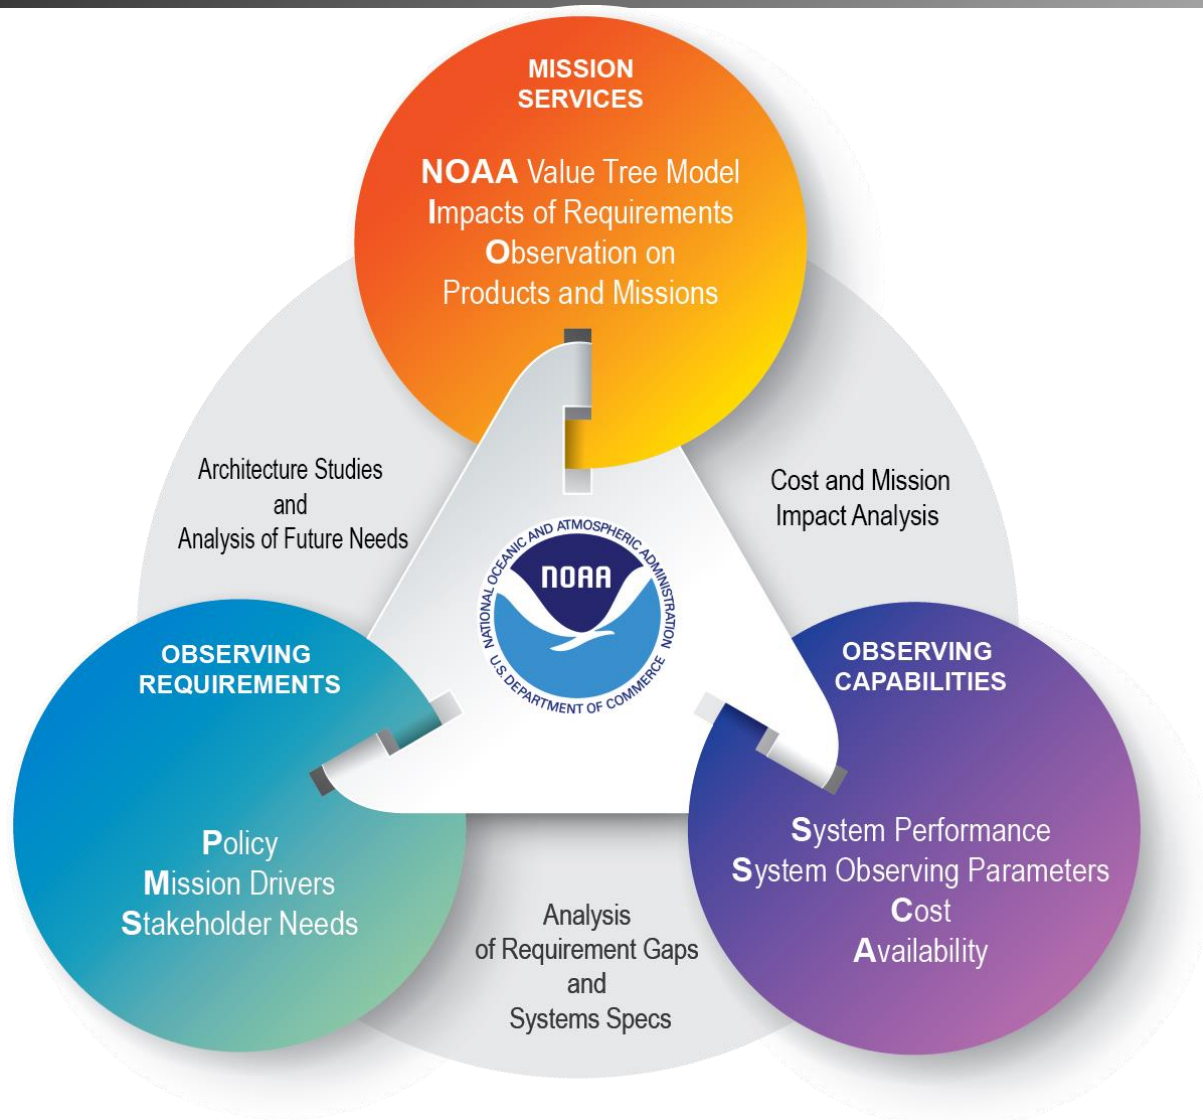 MISSION
SERVICES
NOAA Value Tree Model
Impacts of Requirements
Observation on
Products and Missions
Architecture Studies
and
Analysis of Future Needs
Cost and Mission
Impact Analysis
NATIONAL OCEANIC AND ATMOSPHERIC ADMINISTRATION
NOAA
U.S. DEPARTMENT OF COMMERCE
OBSERVING
REQUIREMENTS
Policy
Mission Drivers
Stakeholder Needs
OBSERVING
CAPABILITIES
System Performance
System Observing Parameters
Cost
Availability
Analysis
of Requirement Gaps
and
Systems Specs